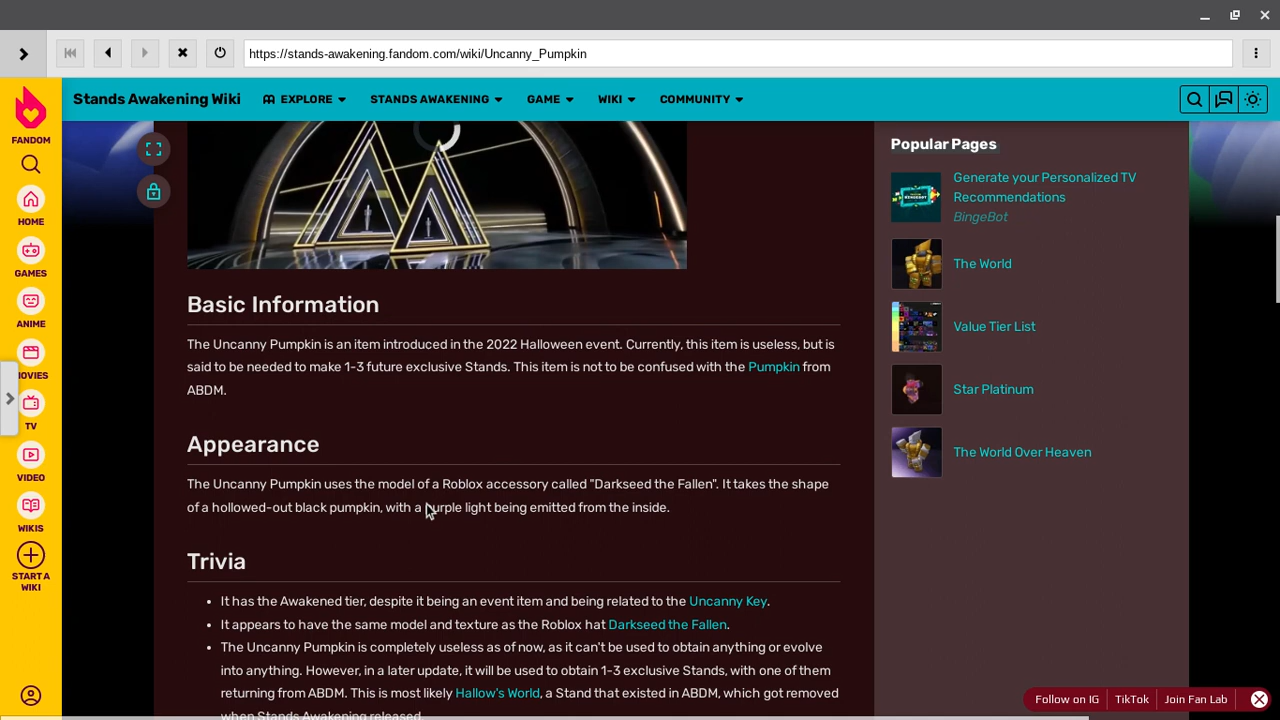 https://stands-awakening.fandom.com/wiki/Uncanny_Pumpkin
FANDOM
HOME
GAMES
ANIME
MOVIES
TV
VIDEO
WIKIS
START A
WIKI
Stands Awakening Wiki
EXPLORE
STANDS AWAKENING
GAME
WIKI
COMMUNITY
Basic Information
The Uncanny Pumpkin is an item introduced in the 2022 Halloween event. Currently, this item is useless, but is
said to be needed to make 1-3 future exclusive Stands. This item is not to be confused with the Pumpkin from
ABDM.
Appearance
The Uncanny Pumpkin uses the model of a Roblox accessory called "Darkseed the Fallen". It takes the shape
of a hollowed-out black pumpkin, with a purple light being emitted from the inside.
Trivia
• It has the Awakened tier, despite it being an event item and being related to the Uncanny Key.
• It appears to have the same model and texture as the Roblox hat Darkseed the Fallen.
• The Uncanny Pumpkin is completely useless as of now, as it can't be used to obtain anything or evolve
into anything. However, in a later update, it will be used to obtain 1-3 exclusive Stands, with one of them
returning from ABDM. This is most likely Hallow's World, a Stand that existed in ABDM, which got removed
when Stands Awakening released.
Popular Pages
Generate your Personalized TV
Recommendations
BingeBot
The World
Value Tier List
Star Platinum
The World Over Heaven
Follow on IG
TikTok
Join Fan Lab